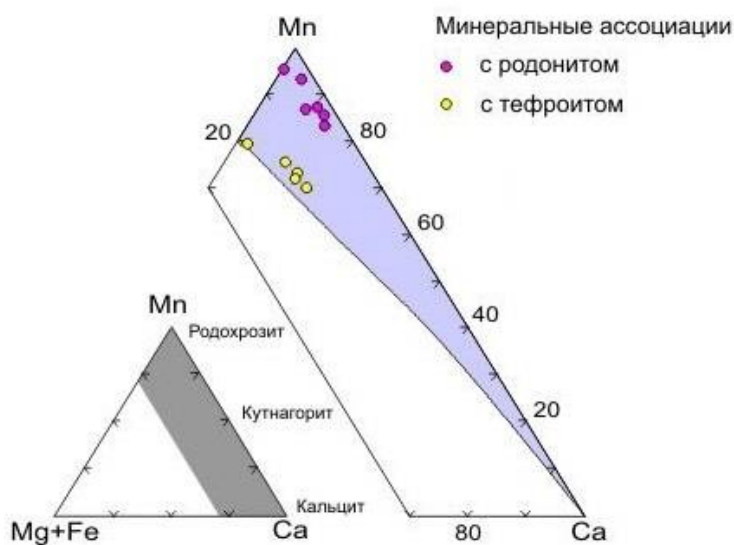 Mn
Минеральные ассоциации
с родонитом
с тефроитом
20
80
60
40
20
Mn
Родохрозит
Кутнагорит
Кальцит
Mg+Fe
Ca
80
Ca